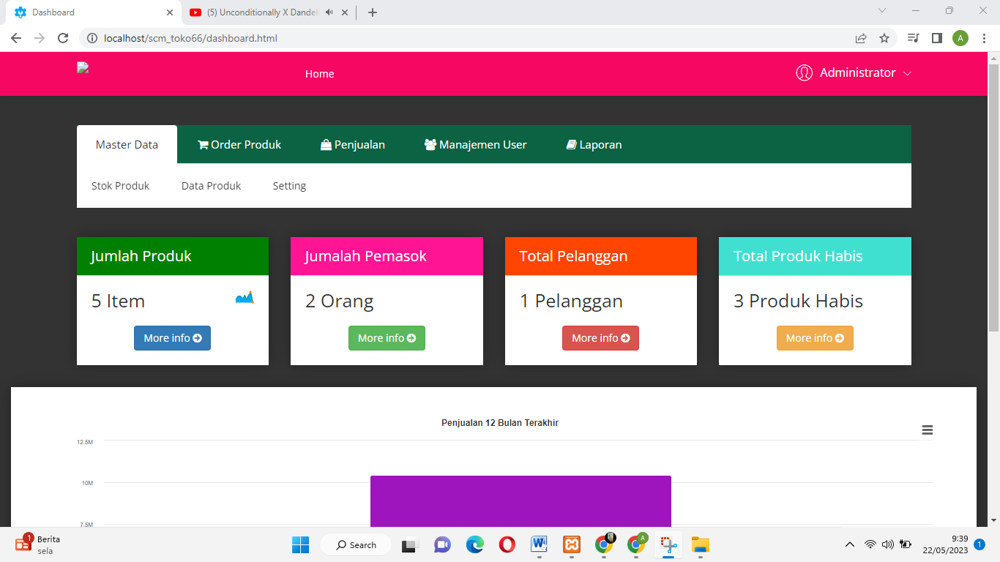 Dashboard
(5) Unconditionally X Dandel
localhost/scm_toko66/dashboard.html
A
Home
Administrator
Master Data
Order Produk
Penjualan
Manajemen User
Laporan
Stok Produk
Data Produk
Setting
Jumlah Produk
5 Item
More info
Jumalah Pemasok
2 Orang
More info
Total Pelanggan
1 Pelanggan
More info
Total Produk Habis
3 Produk Habis
More info
Penjualan 12 Bulan Terakhir
12.5M
10M
7.5M
1
Berita
sela
Search
A
9:39
22/05/2023
1